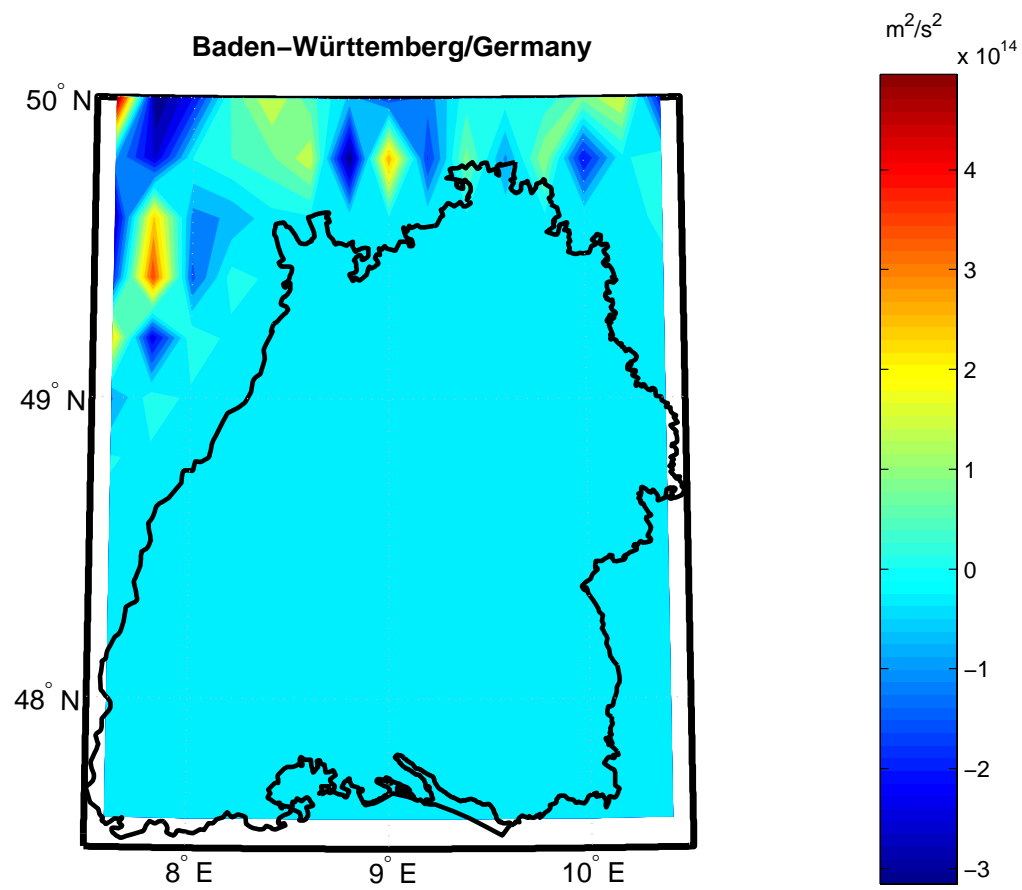 m²/s²
Baden−Württemberg/Germany
x 10¹⁴
50° N
49° N
48° N
8° E
9° E
10° E
4
3
2
1
0
−1
−2
−3